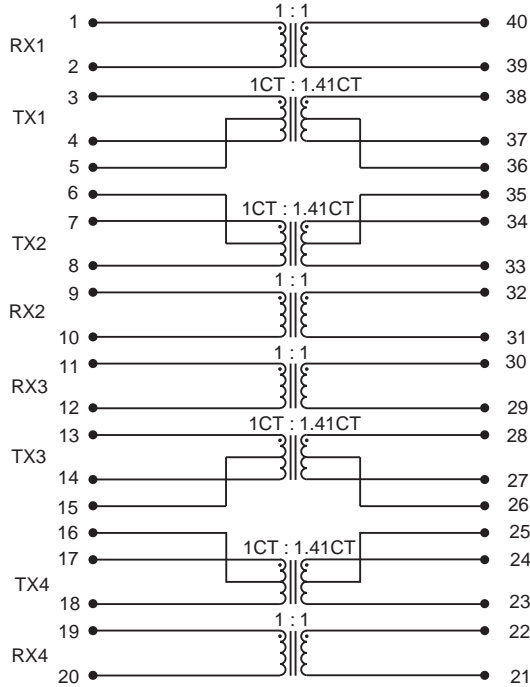 1 1 : 1 40
RX1
2 39
3 1CT : 1.41CT 38
TX1
4 37
5 36
6 35
7 1CT : 1.41CT 34
TX2
8 33
9 1 : 1 32
RX2
10 31
11 1 : 1 30
RX3
12 29
13 1CT : 1.41CT 28
TX3
14 27
15 26
16 25
17 1CT : 1.41CT 24
TX4
18 23
19 1 : 1 22
RX4
20 21